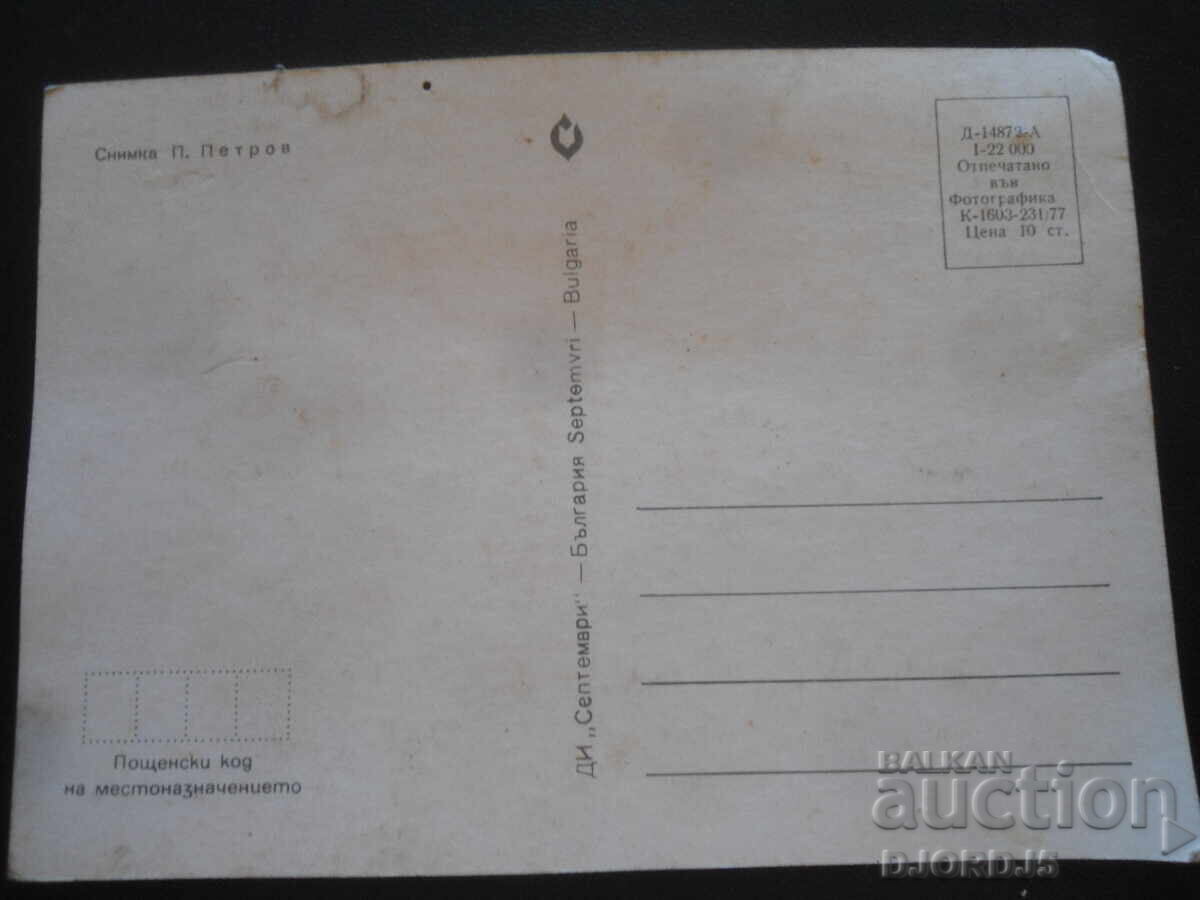 Снимка П. Петров
Д-14872-А
I-22 000
Отпечатано
във
Фотографика
К-1603-231/77
Цена 10 ст.
ДИ „Септември" — България Septemvri — Bulgaria
Пощенски код
на местоназначението
BALKAN
auction
DJORDJ5